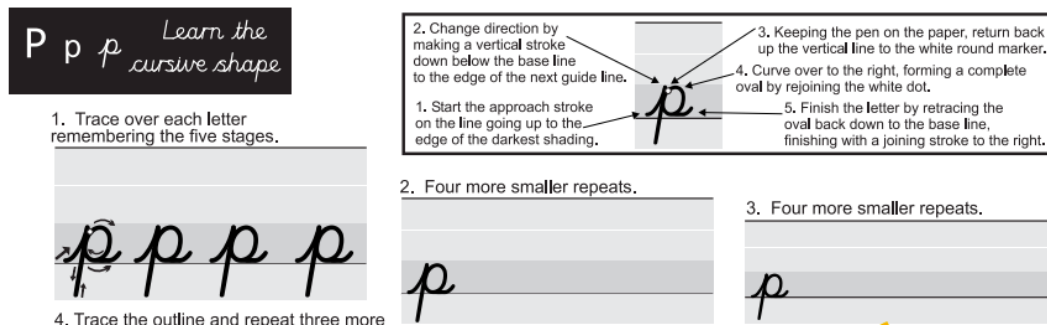 P p p Learn the
cursive shape
1. Trace over each letter
remembering the five stages.
p p p p
4. Trace the outline and repeat three more
2. Change direction by
making a vertical stroke
down below the base line
to the edge of the next guide line.
1. Start the approach stroke
on the line going up to the
edge of the darkest shading.
p
3. Keeping the pen on the paper, return back
up the vertical line to the white round marker.
4. Curve over to the right, forming a complete
oval by rejoining the white dot.
5. Finish the letter by retracing the
oval back down to the base line,
finishing with a joining stroke to the right.
2. Four more smaller repeats.
p
3. Four more smaller repeats.
p